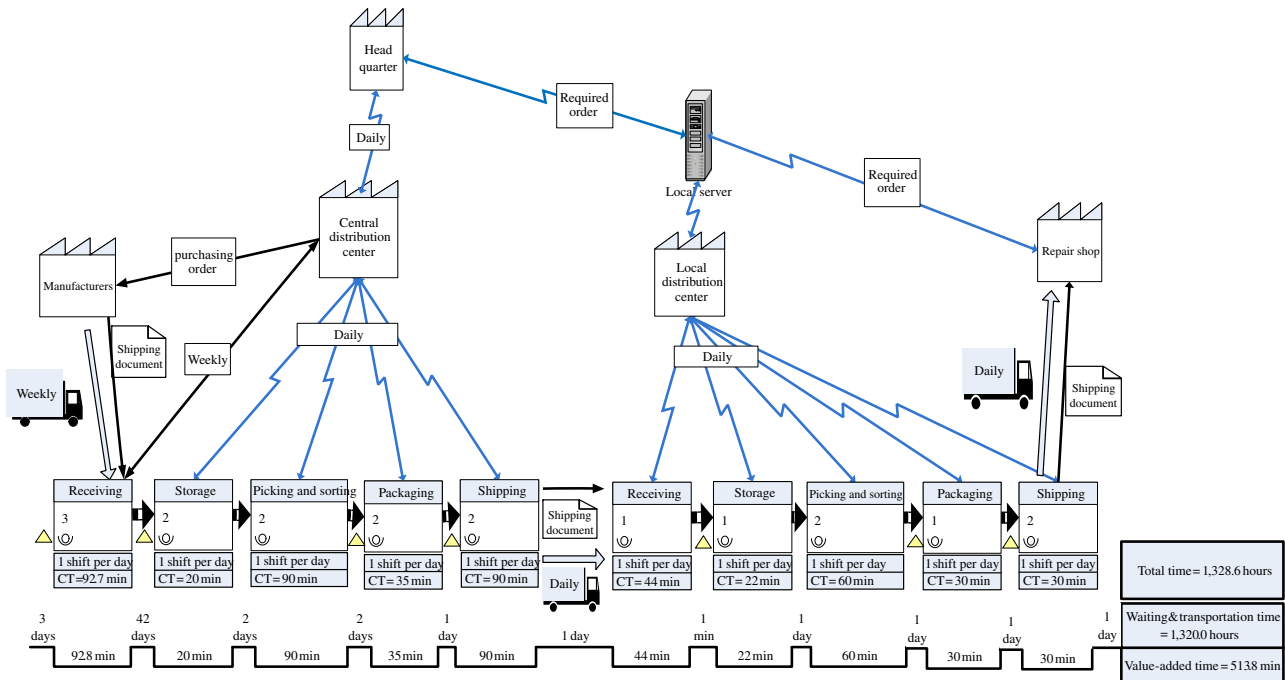 Head
quarter
Required
order
Daily
Local server
Required
order
Central
distribution
center
purchasing
order
Manufacturers
Local
distribution
center
Repair shop
Shipping
document
Weekly
Daily
Daily
Weekly
Daily
Shipping
document
Receiving
3
1 shift per day
CT=92.7 min
Storage
2
1 shift per day
CT=20 min
Picking and sorting
2
1 shift per day
CT=90 min
Packaging
2
1 shift per day
CT=35 min
Shipping
2
1 shift per day
CT=90 min
Shipping
document
Daily
Receiving
1
1 shift per day
CT=44 min
Storage
1
1 shift per day
CT=22 min
Picking and sorting
2
1 shift per day
CT=60 min
Packaging
1
1 shift per day
CT=30 min
Shipping
2
1 shift per day
CT=30 min
Total time=1,328.6 hours
3
days
92.8 min
42
days
20 min
2
days
90 min
2
days
35 min
1
day
90 min
1 day
44 min
1
min
22 min
1
day
60 min
1
day
30 min
1
day
30 min
1
day
Waiting&transportation time
=1,320.0 hours
Value-added time=513.8 min